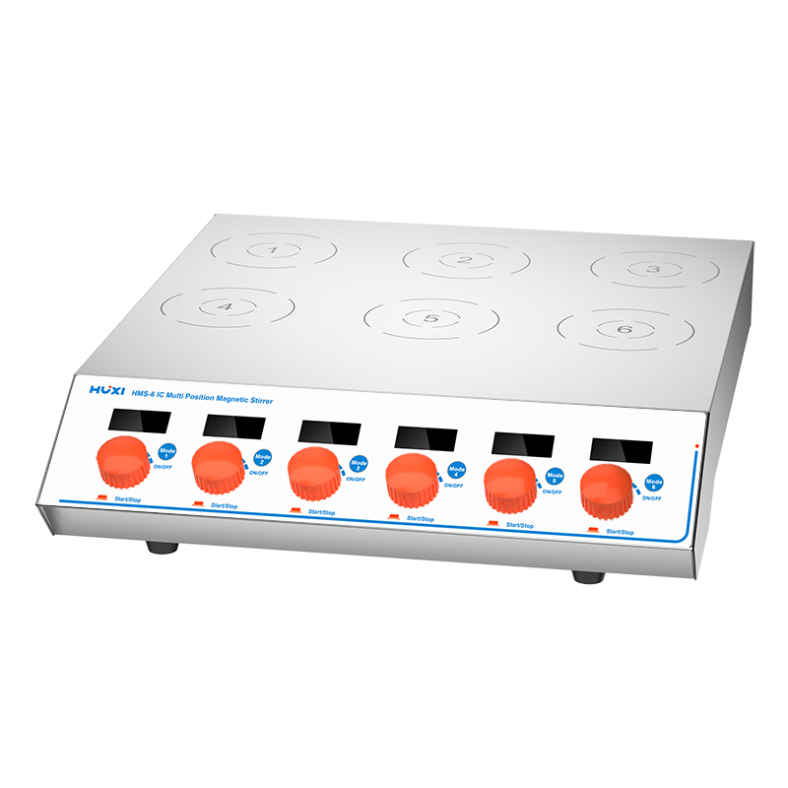 1
2
3
4
5
6
HUXI HMS-6 IC Multi Position Magnetic Stirrer
Mode 1
ON/OFF
Start/Stop
Mode 2
ON/OFF
Start/Stop
Mode 3
ON/OFF
Start/Stop
Mode 4
ON/OFF
Start/Stop
Mode 5
ON/OFF
Start/Stop
Mode 6
ON/OFF
Start/Stop